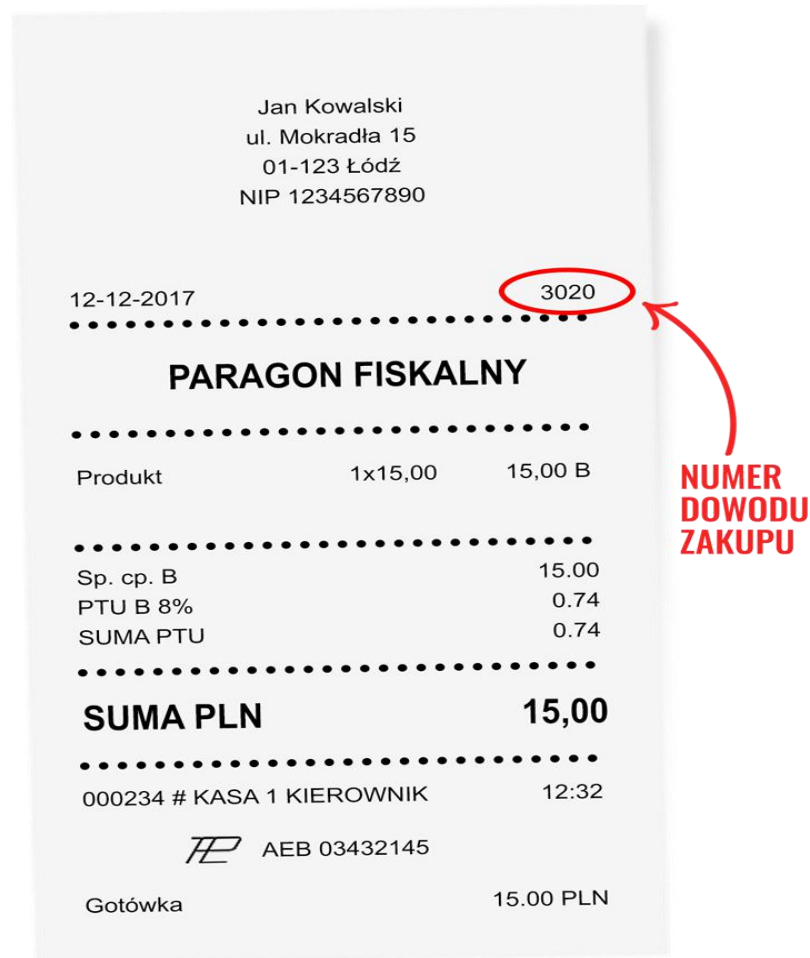 Jan Kowalski
ul. Mokradła 15
01-123 Łódź
NIP 1234567890
12-12-2017 3020
PARAGON FISKALNY
Produkt 1x15,00 15,00 B
NUMER
DOWODU
ZAKUPU
Sp. cp. B 15.00
PTU B 8% 0.74
SUMA PTU 0.74
SUMA PLN 15,00
000234 # KASA 1 KIEROWNIK 12:32
AEB 03432145
Gotówka 15.00 PLN